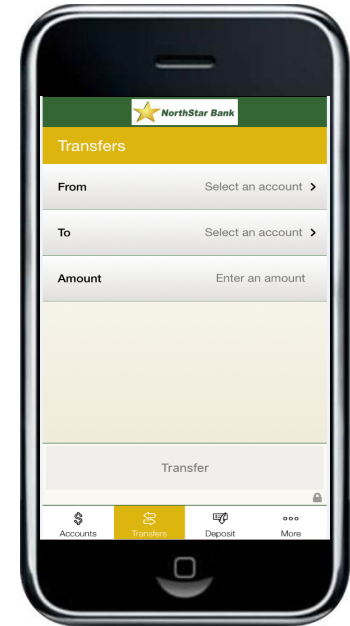 NorthStar Bank
Transfers
From Select an account >
To Select an account >
Amount Enter an amount
Transfer
Accounts Transfers Deposit More